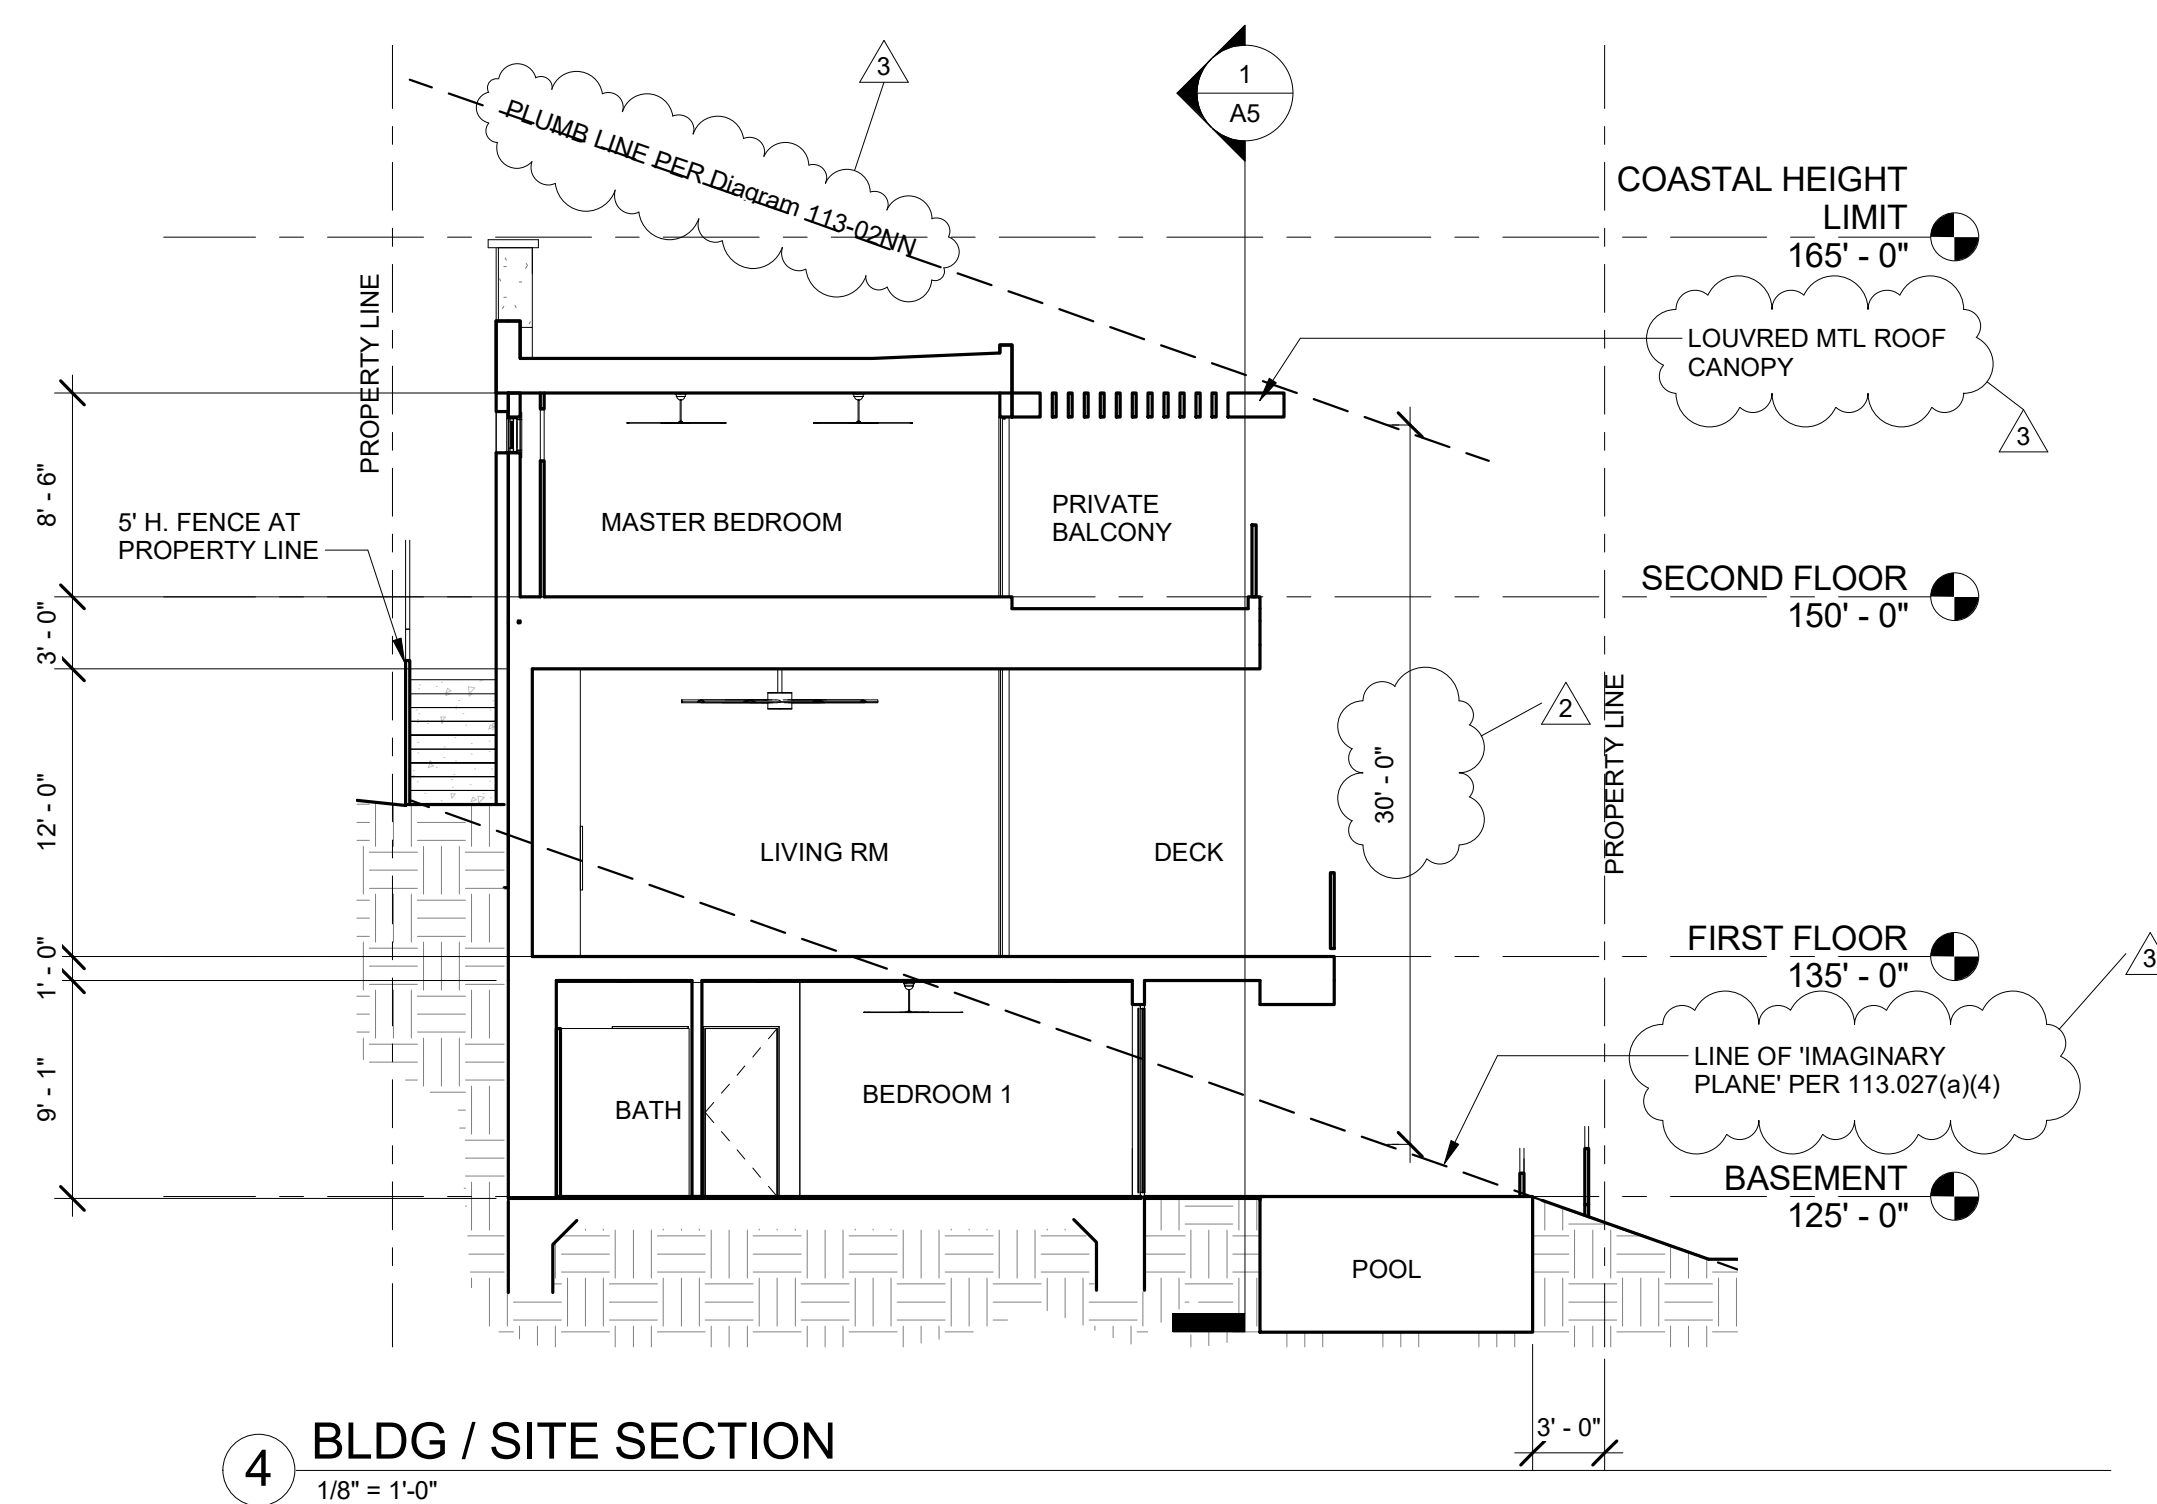 3
1
A5
PLUMB LINE PER Diagram 113-02NN
COASTAL HEIGHT
LIMIT
165' - 0"
PROPERTY LINE
LOUVRED MTL ROOF
CANOPY
3
8' - 6"
5' H. FENCE AT
PROPERTY LINE
MASTER BEDROOM
PRIVATE
BALCONY
SECOND FLOOR
150' - 0"
3' - 0"
2
PROPERTY LINE
30' - 0"
12' - 0"
LIVING RM
DECK
FIRST FLOOR
135' - 0"
3
1' - 0"
LINE OF 'IMAGINARY
PLANE' PER 113.027(a)(4)
9' - 1"
BATH
BEDROOM 1
BASEMENT
125' - 0"
POOL
3' - 0"
4
BLDG / SITE SECTION
1/8" = 1'-0"